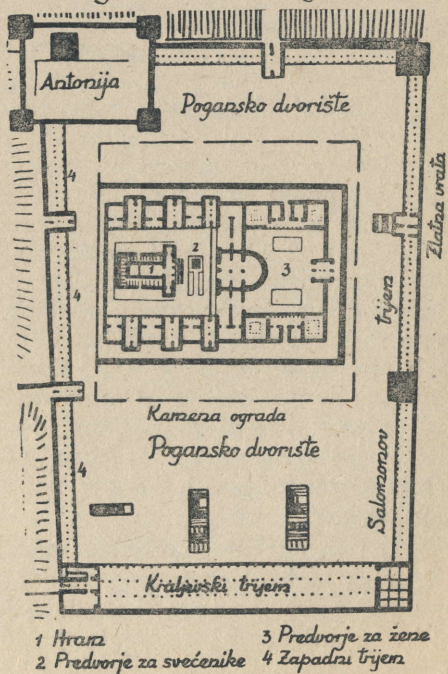 Antonija
Pogansko dvorište
4
Zlatna vrata
1
2
3
4
trijem
Kamena ograda
Pogansko dvorište
4
Salomonov
Kraljevski trijem
1 Hram
3 Predvorje za žene
2 Predvorje za svećenike
4 Zapadni trijem